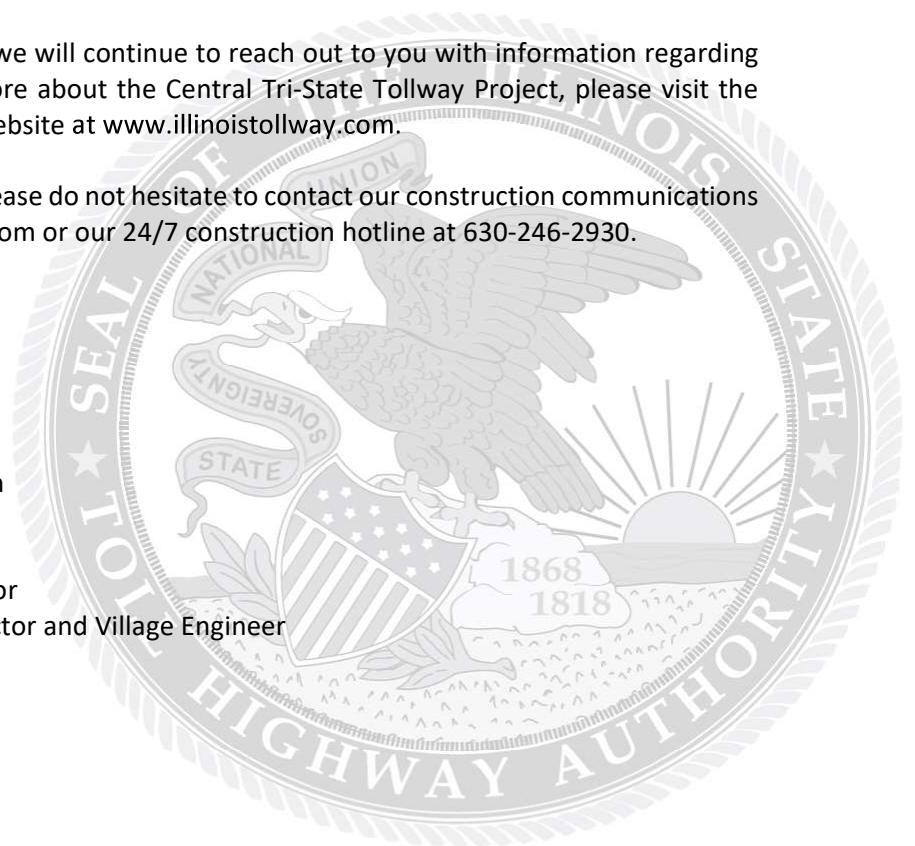 we will continue to reach out to you with information regarding
ore about the Central Tri-State Tollway Project, please visit the
ebsite at www.illinoistollway.com.
ease do not hesitate to contact our construction communications
om or our 24/7 construction hotline at 630-246-2930.
n
or
ctor and Village Engineer
SEAL OF THE ILLINOIS STATE
TOLL HIGHWAY AUTHORITY
STATE
SOVEREIGNTY
NATIONAL
UNION
1868
1818